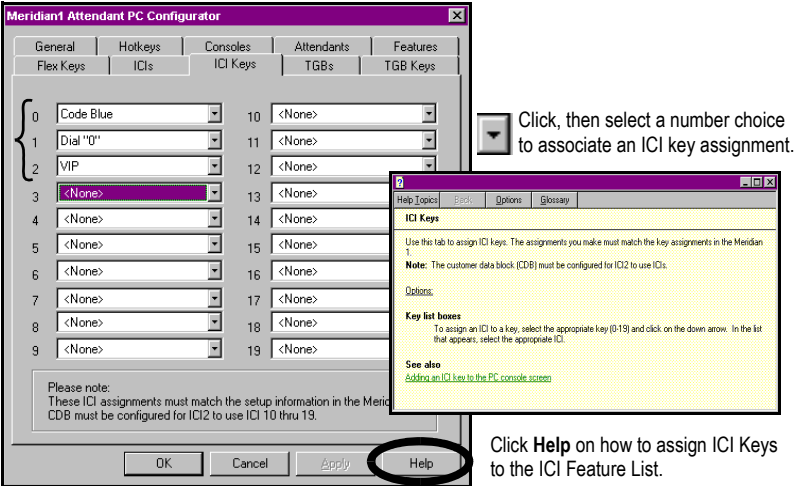 Meridian1 Attendant PC Configurator
General Hotkeys Consoles Attendants Features
Flex Keys ICIs ICI Keys TGBs TGB Keys
0 Code Blue
1 Dial "0"
2 VIP
3 <None>
4 <None>
5 <None>
6 <None>
7 <None>
8 <None>
9 <None>
10 <None>
11 <None>
12 <None>
13 <None>
14 <None>
15 <None>
16 <None>
17 <None>
18 <None>
19 <None>
Please note:
These ICI assignments must match the setup information in the Meri
CDB must be configured for ICI2 to use ICI 10 thru 19.
OK Cancel Apply Help
Click, then select a number choice
to associate an ICI key assignment.
?
Help Topics Back Options Glossary
ICI Keys
Use this tab to assign ICI keys. The assignments you make must match the key assignments in the Meridian
1.
Note: The customer data block (CDB) must be configured for ICI2 to use ICIs.
Options:
Key list boxes
To assign an ICI to a key, select the appropriate key (0-19) and click on the down arrow. In the list
that appears, select the appropriate ICI.
See also
Adding an ICI key to the PC console screen
Click Help on how to assign ICI Keys
to the ICI Feature List.